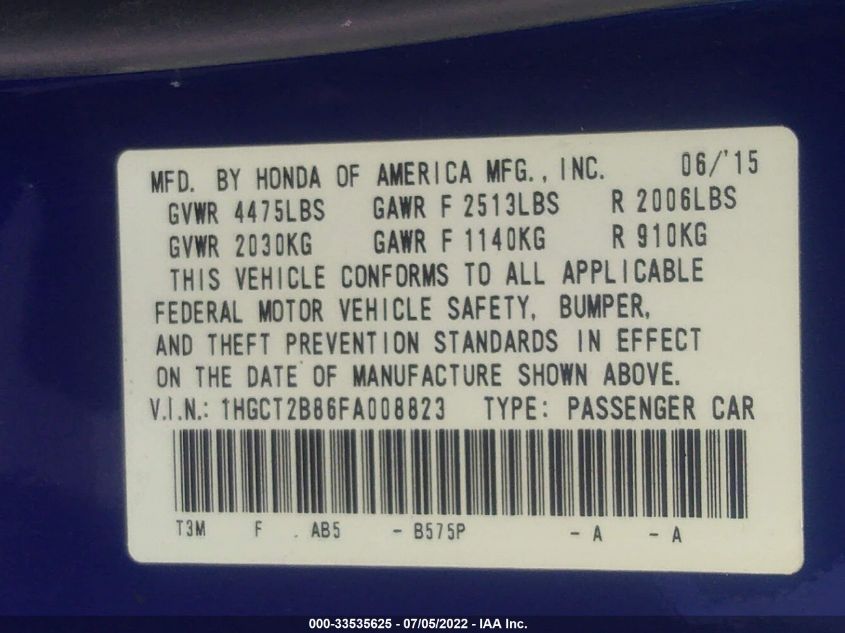 MFD. BY HONDA OF AMERICA MFG., INC. 06/'15
GVWR 4475LBS GAWR F 2513LBS R 2006LBS
GVWR 2030KG GAWR F 1140KG R 910KG
THIS VEHICLE CONFORMS TO ALL APPLICABLE
FEDERAL MOTOR VEHICLE SAFETY, BUMPER,
AND THEFT PREVENTION STANDARDS IN EFFECT
ON THE DATE OF MANUFACTURE SHOWN ABOVE.
V.I.N.: 1HGCT2B86FA008823 TYPE: PASSENGER CAR
T3M F . AB5 - B575P - A - A
000-33535625 - 07/05/2022 - IAA Inc.